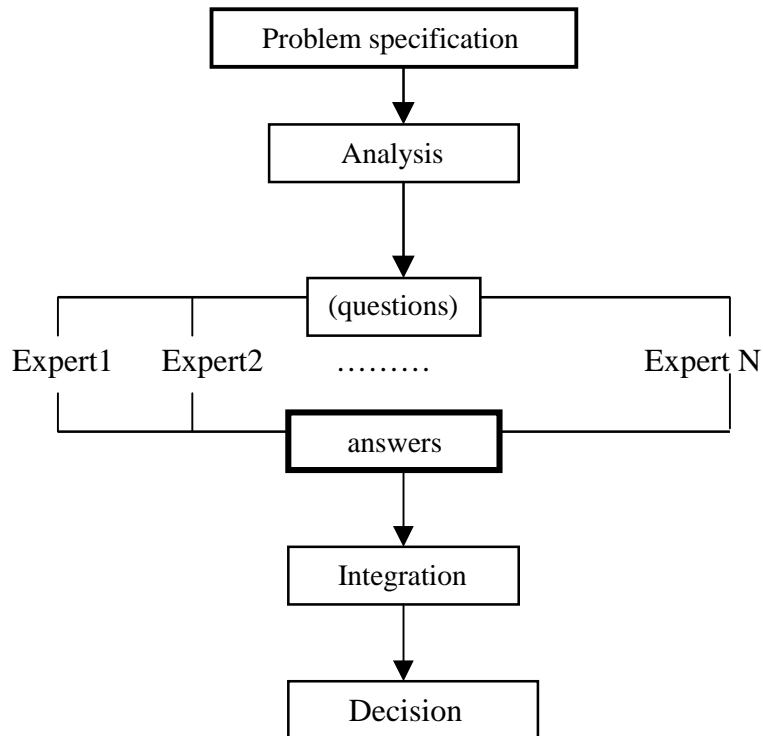 Problem specification
Analysis
(questions)
Expert1 Expert2 ……… Expert N
answers
Integration
Decision